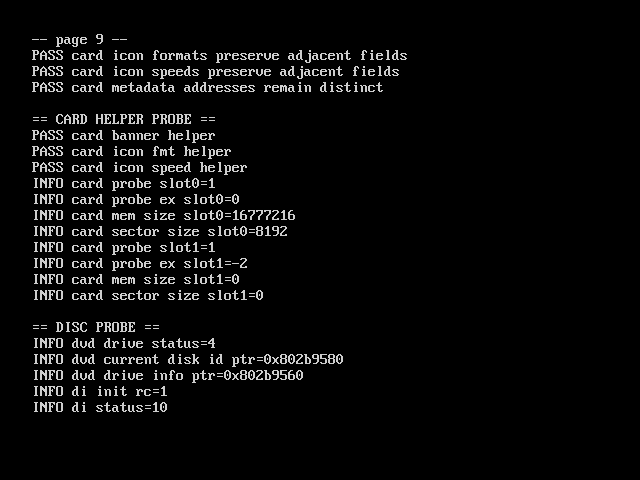 -- page 9 --
PASS card icon formats preserve adjacent fields
PASS card icon speeds preserve adjacent fields
PASS card metadata addresses remain distinct
== CARD HELPER PROBE ==
PASS card banner helper
PASS card icon fmt helper
PASS card icon speed helper
INFO card probe slot0=1
INFO card probe ex slot0=0
INFO card mem size slot0=16777216
INFO card sector size slot0=8192
INFO card probe slot1=1
INFO card probe ex slot1=-2
INFO card mem size slot1=0
INFO card sector size slot1=0
== DISC PROBE ==
INFO dvd drive status=4
INFO dvd current disk id ptr=0x802b9580
INFO dvd drive info ptr=0x802b9560
INFO di init rc=1
INFO di status=10